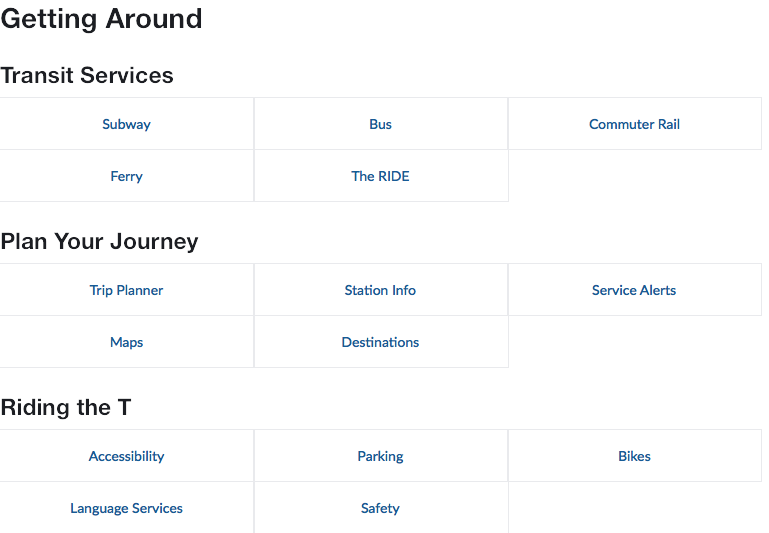 Getting Around
Transit Services
Subway Bus Commuter Rail
Ferry The RIDE
Plan Your Journey
Trip Planner Station Info Service Alerts
Maps Destinations
Riding the T
Accessibility Parking Bikes
Language Services Safety